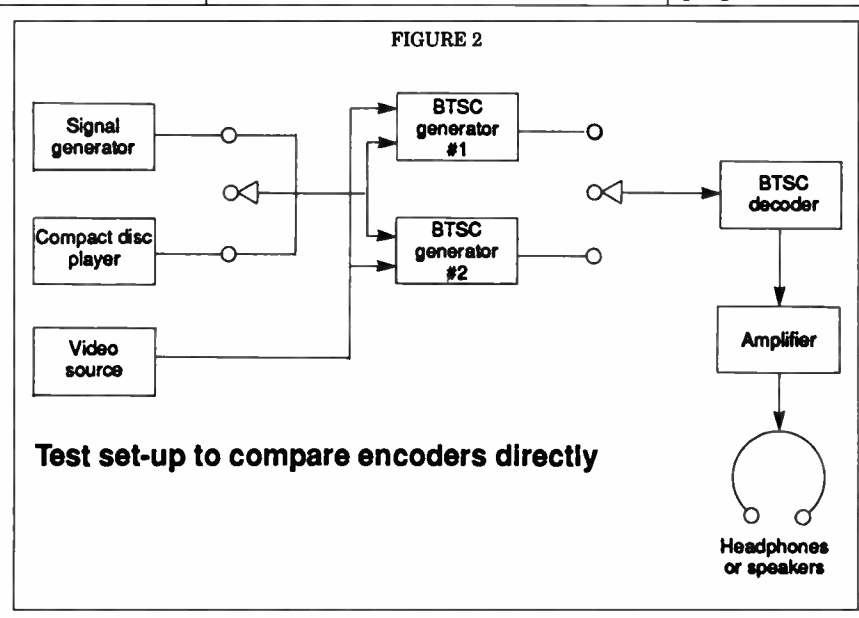 FIGURE 2
Signal
generator
Compact disc
player
Video
source
BTSC
generator
#1
BTSC
generator
#2
BTSC
decoder
Amplifier
Headphones
or speakers
Test set-up to compare encoders directly